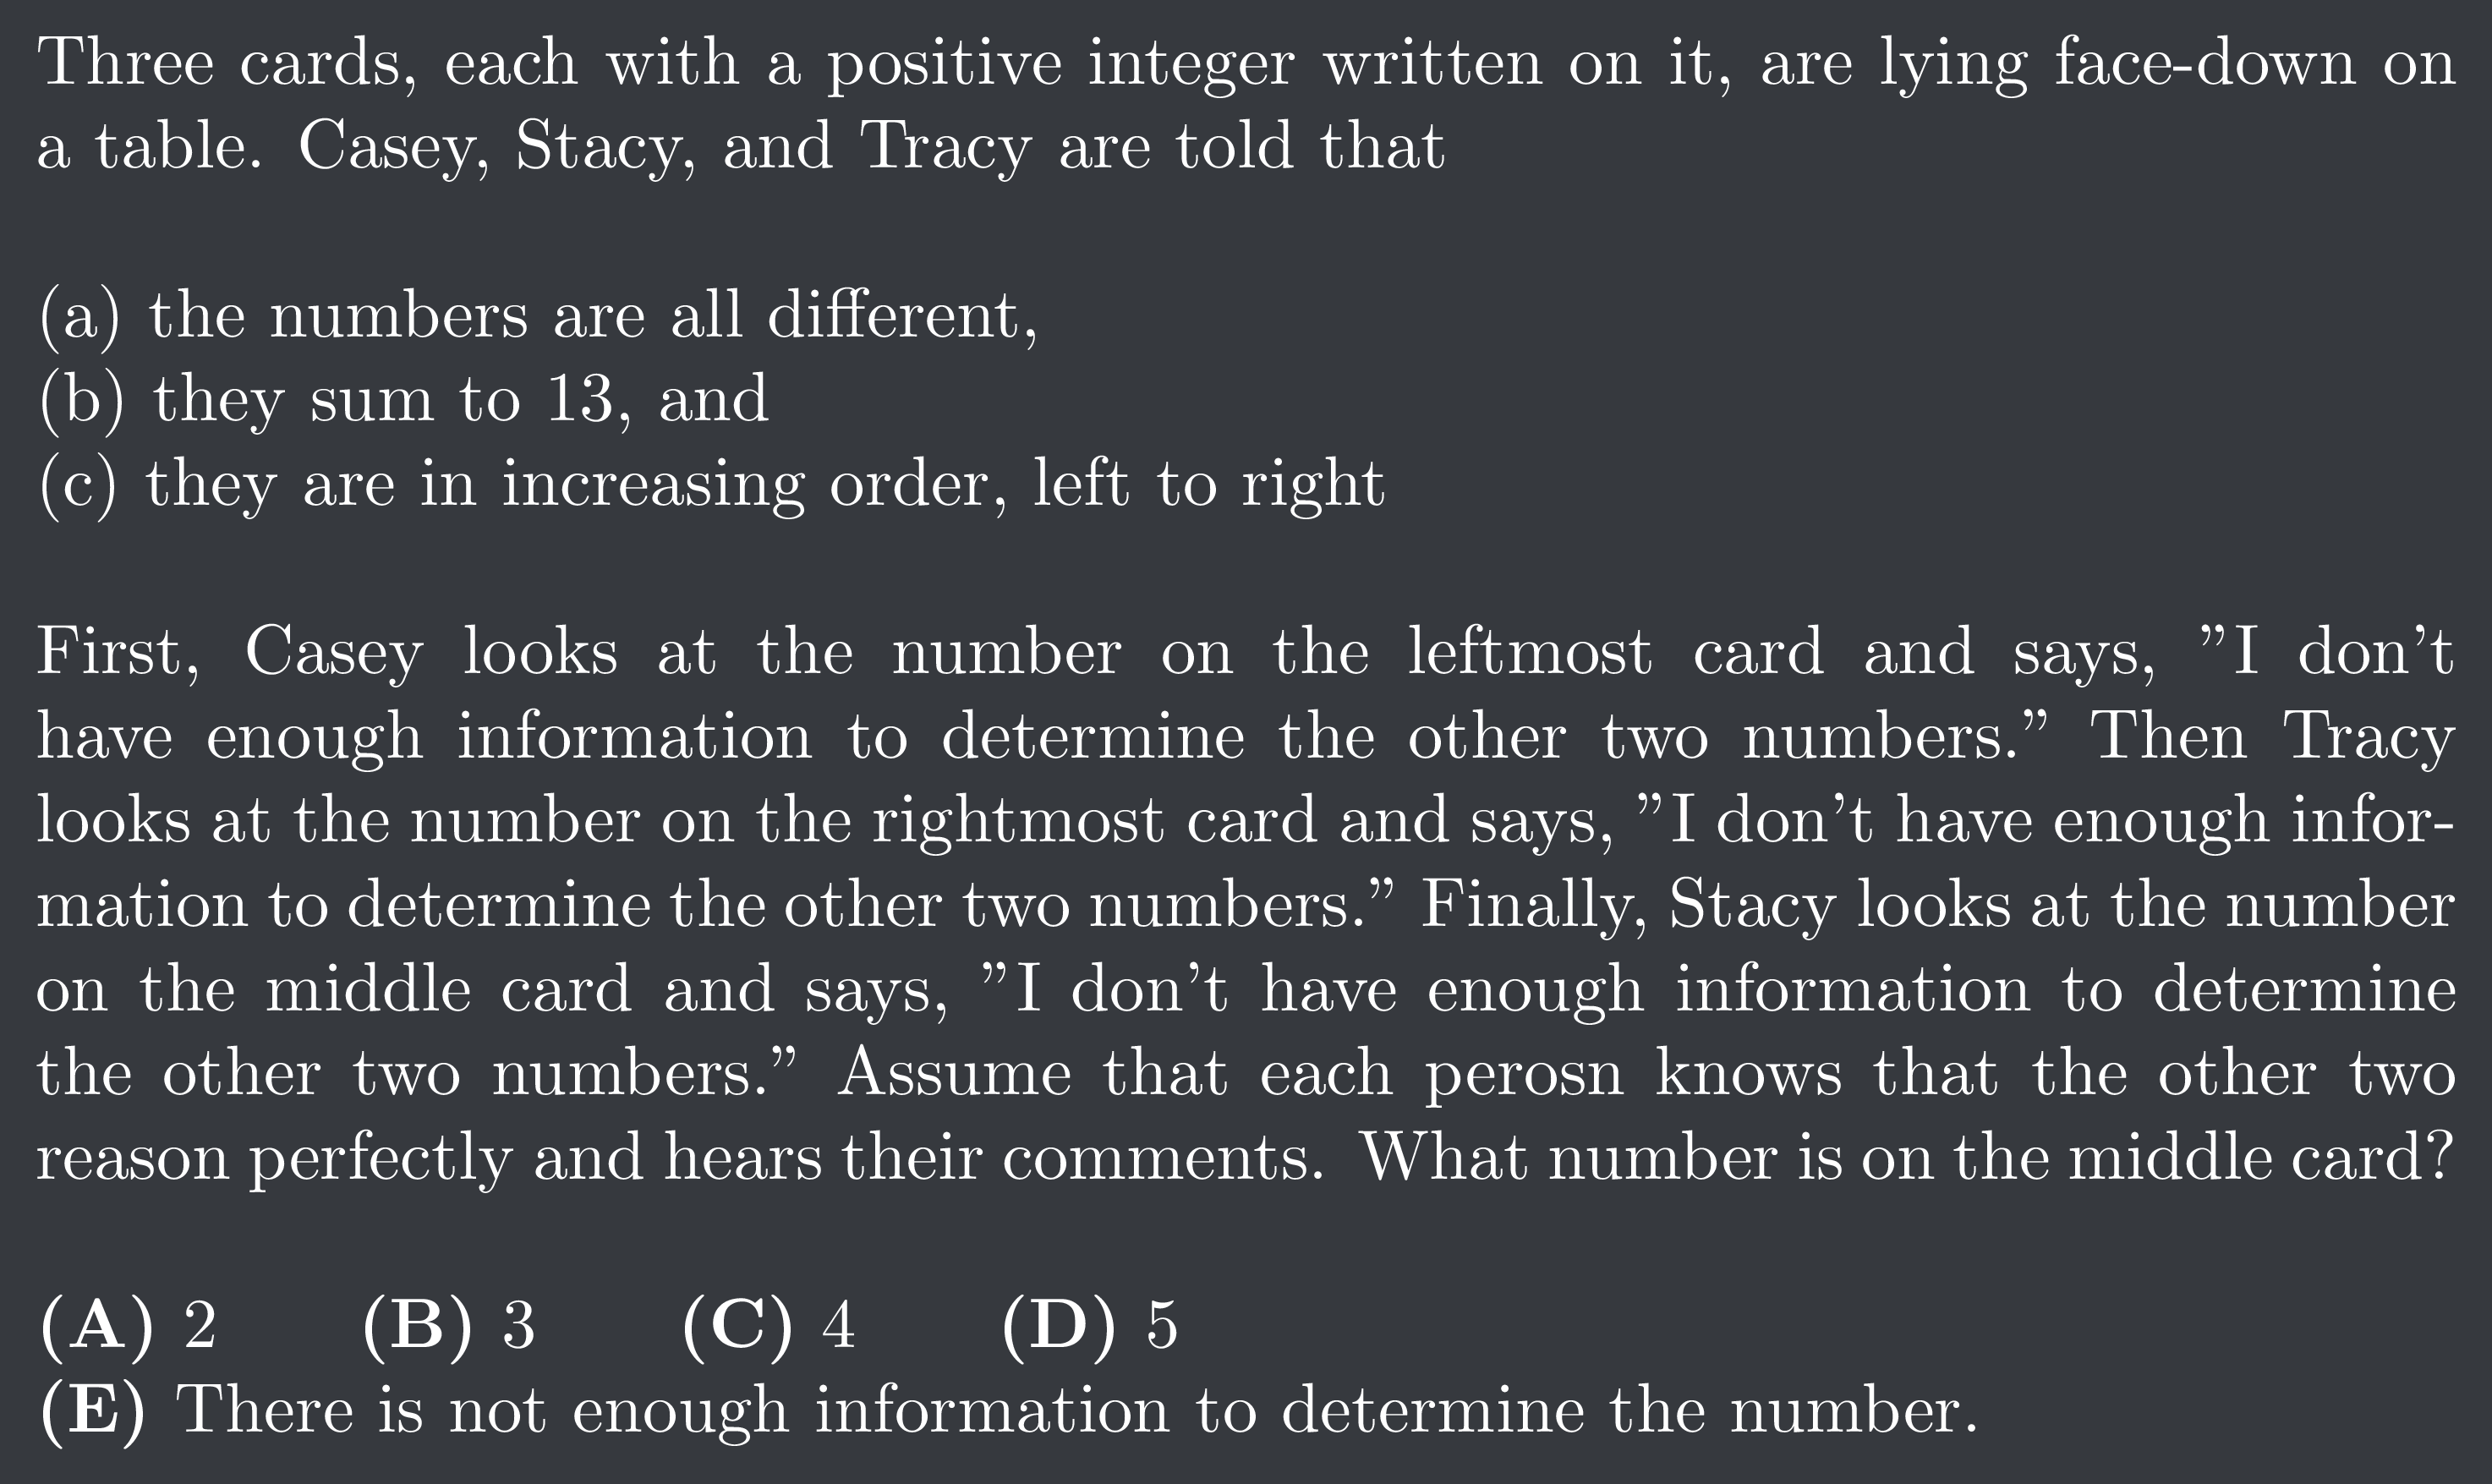 Three cards, each with a positive integer written on it, are lying face-down on
a table. Casey, Stacy, and Tracy are told that
(a) the numbers are all different,
(b) they sum to 13, and
(c) they are in increasing order, left to right
First, Casey looks at the number on the leftmost card and says, ”I don’t
have enough information to determine the other two numbers.” Then Tracy
looks at the number on the rightmost card and says, ”I don’t have enough infor-
mation to determine the other two numbers.” Finally, Stacy looks at the number
on the middle card and says, ”I don’t have enough information to determine
the other two numbers.” Assume that each perosn knows that the other two
reason perfectly and hears their comments. What number is on the middle card?
(A) 2 (B) 3 (C) 4 (D) 5
(E) There is not enough information to determine the number.